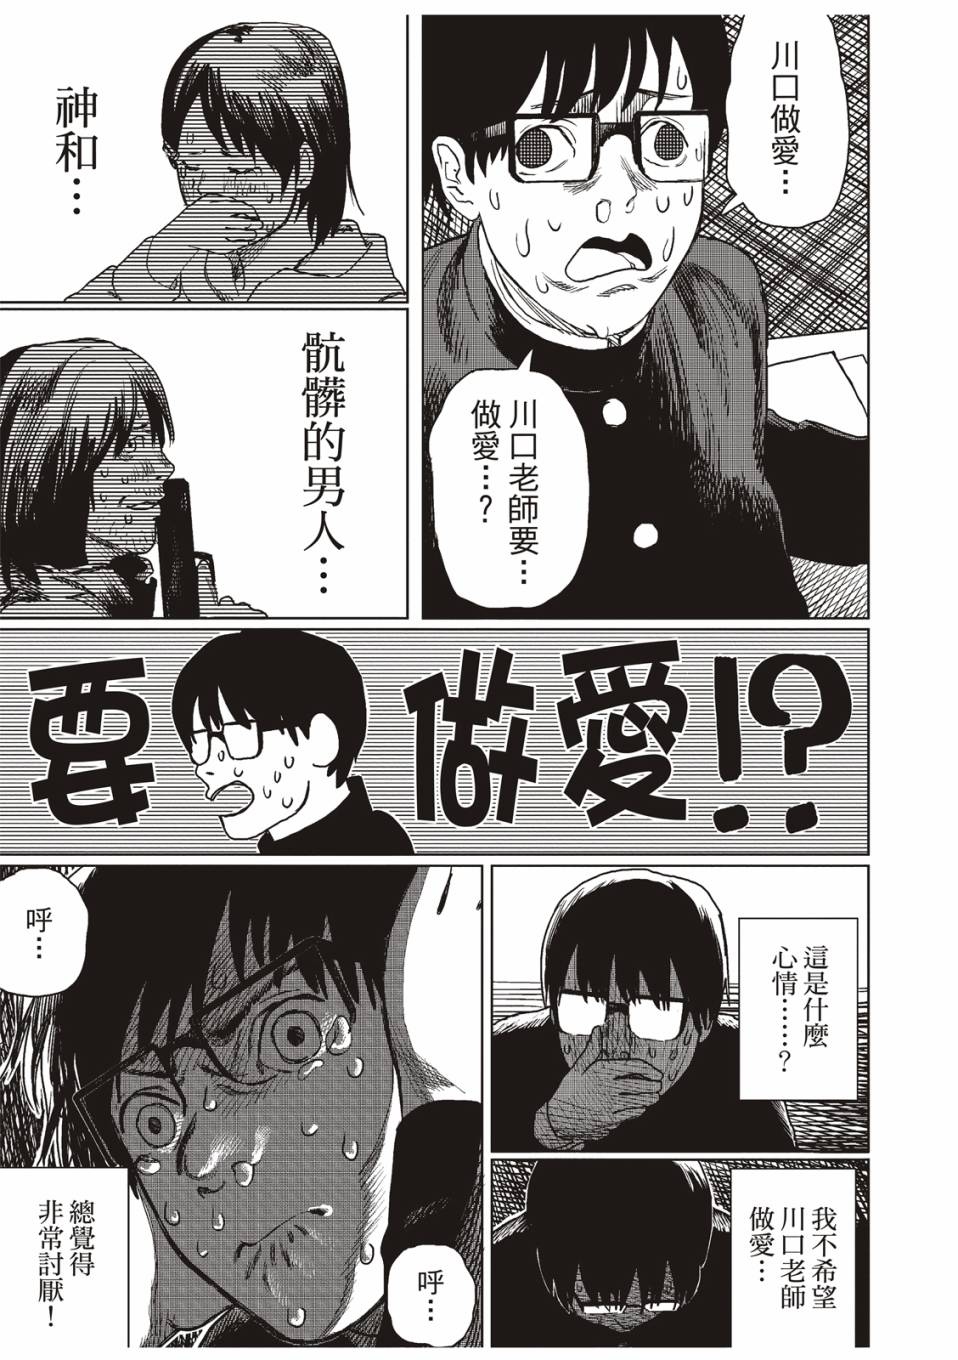 川口做愛…
川口老師要…
做愛…?
神和…
骯髒的男人…
要做愛!?
這是什麼
心情……?
我不希望
川口老師
做愛…
呼…
總覺得
非常討厭!
呼…